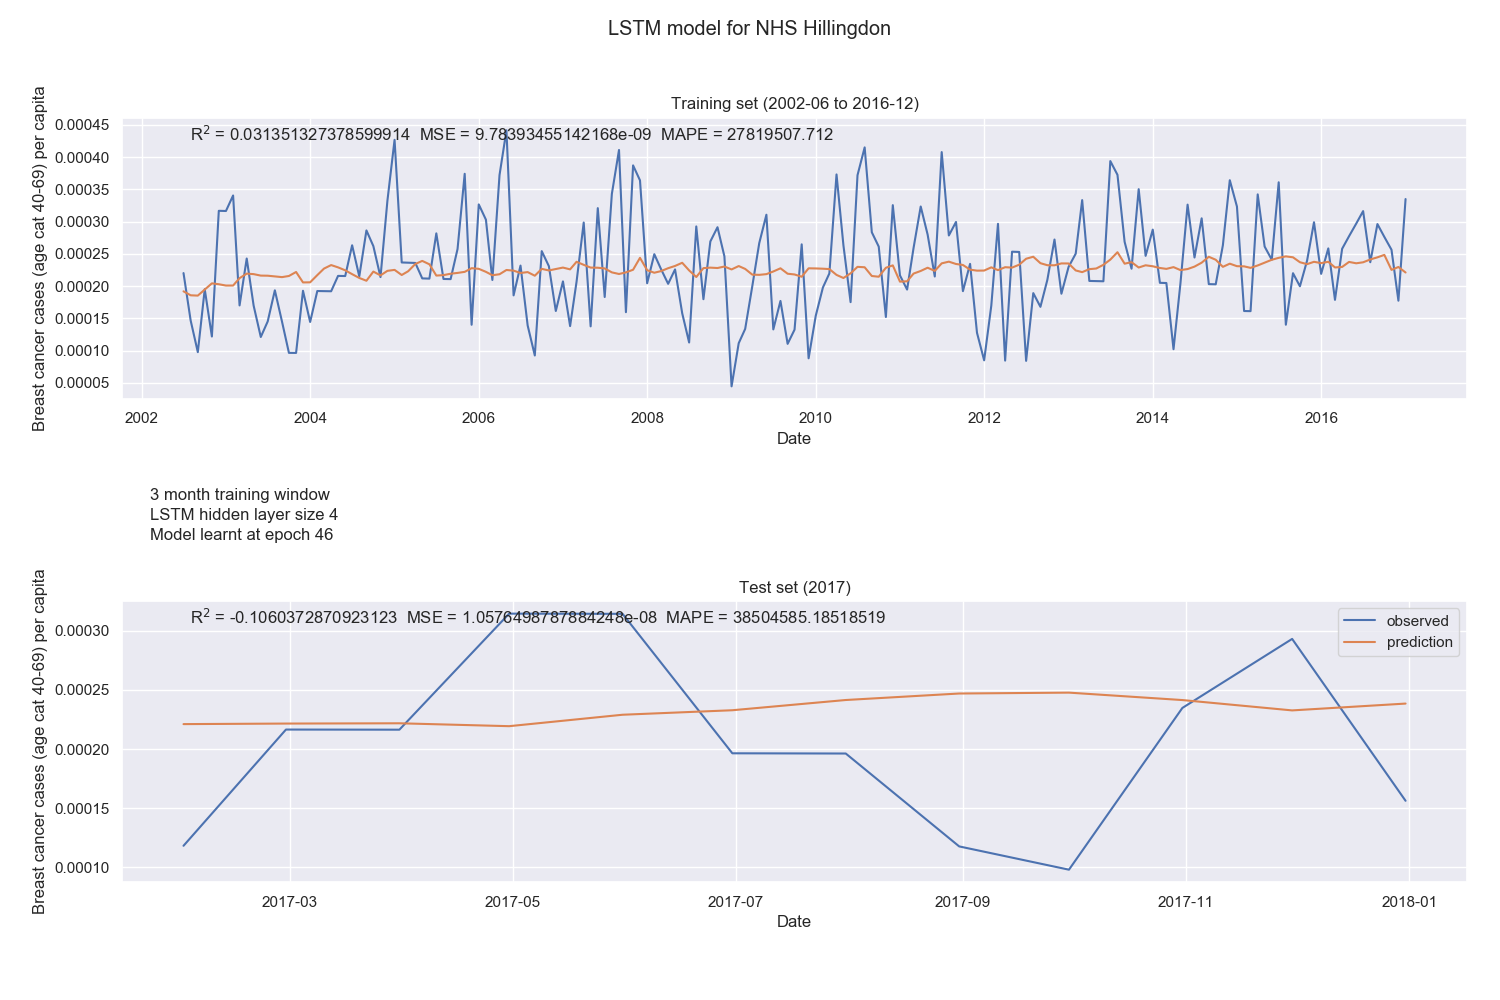 LSTM model for NHS Hillingdon
Training set (2002-06 to 2016-12)
R² = 0.031351327378599914 MSE = 9.78393455142168e-09 MAPE = 27819507.712
Breast cancer cases (age cat 40-69) per capita
0.00045
0.00040
0.00035
0.00030
0.00025
0.00020
0.00015
0.00010
0.00005
2002 2004 2006 2008 2010 2012 2014 2016
Date
3 month training window
LSTM hidden layer size 4
Model learnt at epoch 46
Test set (2017)
R² = -0.1060372870923123 MSE = 1.0576498787884248e-08 MAPE = 38504585.18518519
observed
prediction
Breast cancer cases (age cat 40-69) per capita
0.00030
0.00025
0.00020
0.00015
0.00010
2017-03 2017-05 2017-07 2017-09 2017-11 2018-01
Date